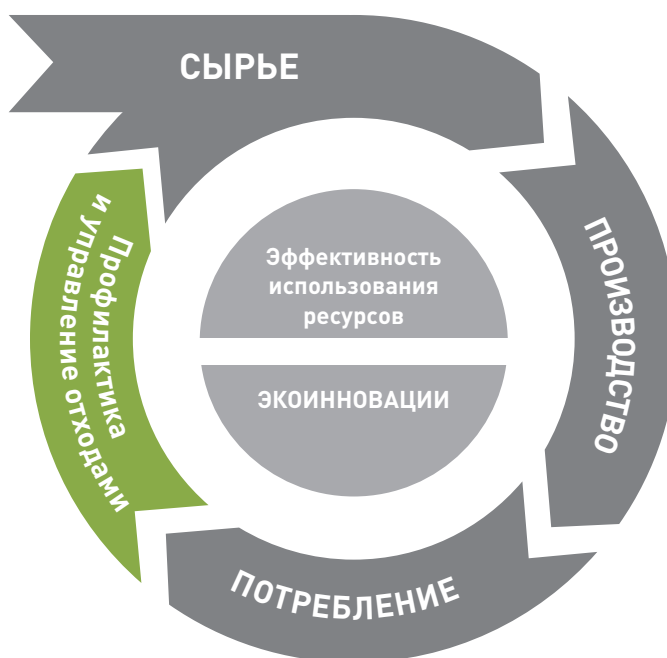 СЫРЬЕ
ПРОИЗВОДСТВО
ПОТРЕБЛЕНИЕ
Профилактика
и управление отходами
Эффективность
использования
ресурсов
ЭКОИННОВАЦИИ